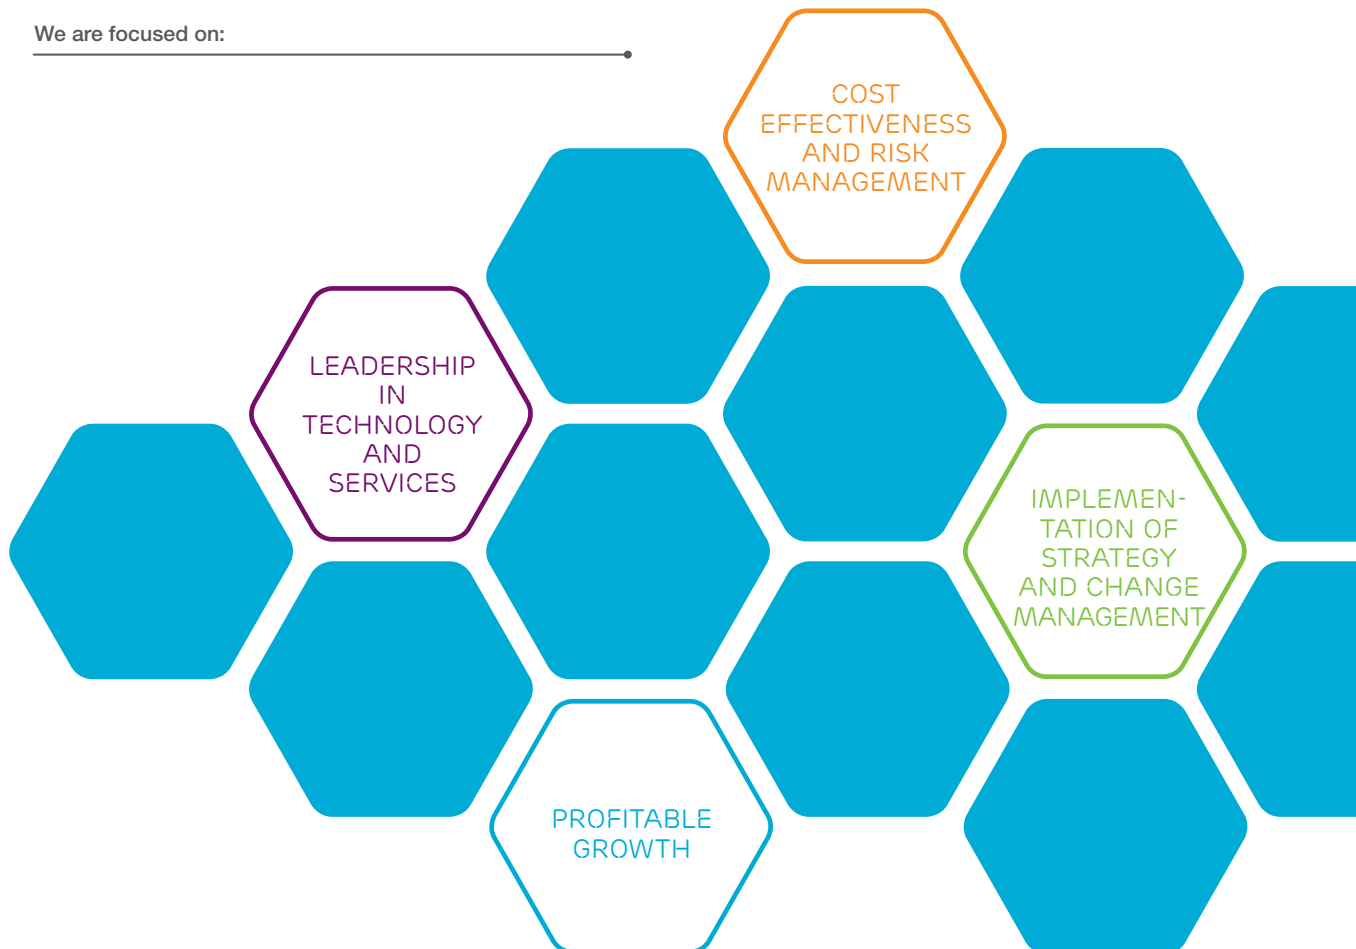 We are focused on:
COST
EFFECTIVENESS
AND RISK
MANAGEMENT
LEADERSHIP
IN
TECHNOLOGY
AND
SERVICES
IMPLEMEN-
TATION OF
STRATEGY
AND CHANGE
MANAGEMENT
PROFITABLE
GROWTH